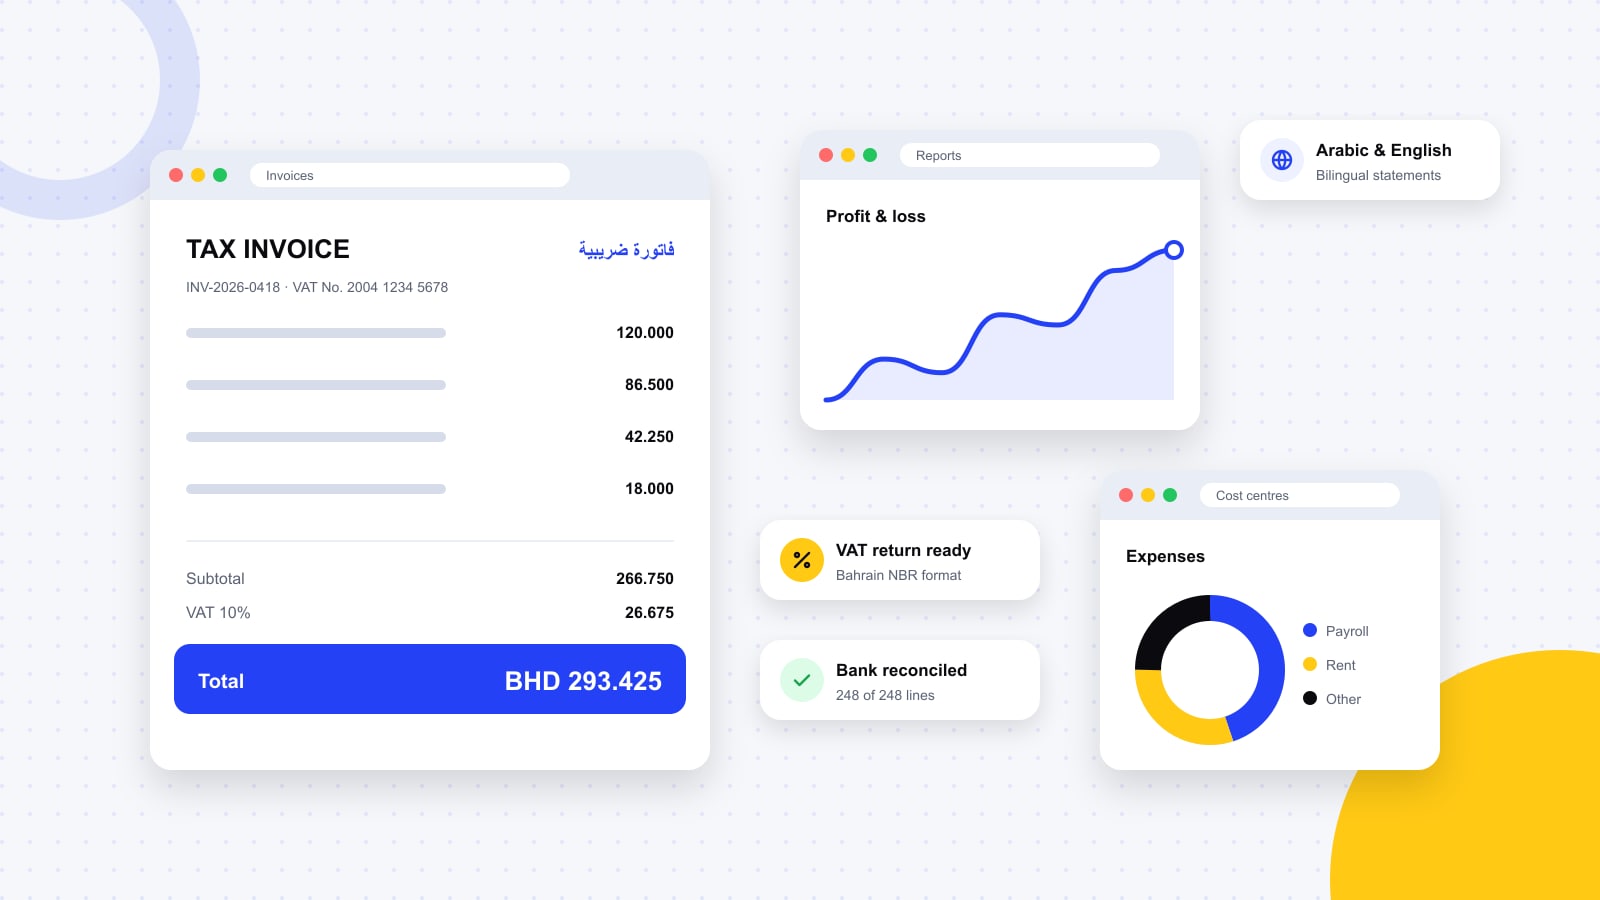 Invoices
TAX INVOICE
فاتورة ضريبية
INV-2026-0418 · VAT No. 2004 1234 5678
120.000
86.500
42.250
18.000
Subtotal 266.750
VAT 10% 26.675
Total BHD 293.425
Reports
Profit & loss
Arabic & English
Bilingual statements
VAT return ready
Bahrain NBR format
Bank reconciled
248 of 248 lines
Cost centres
Expenses
Payroll
Rent
Other